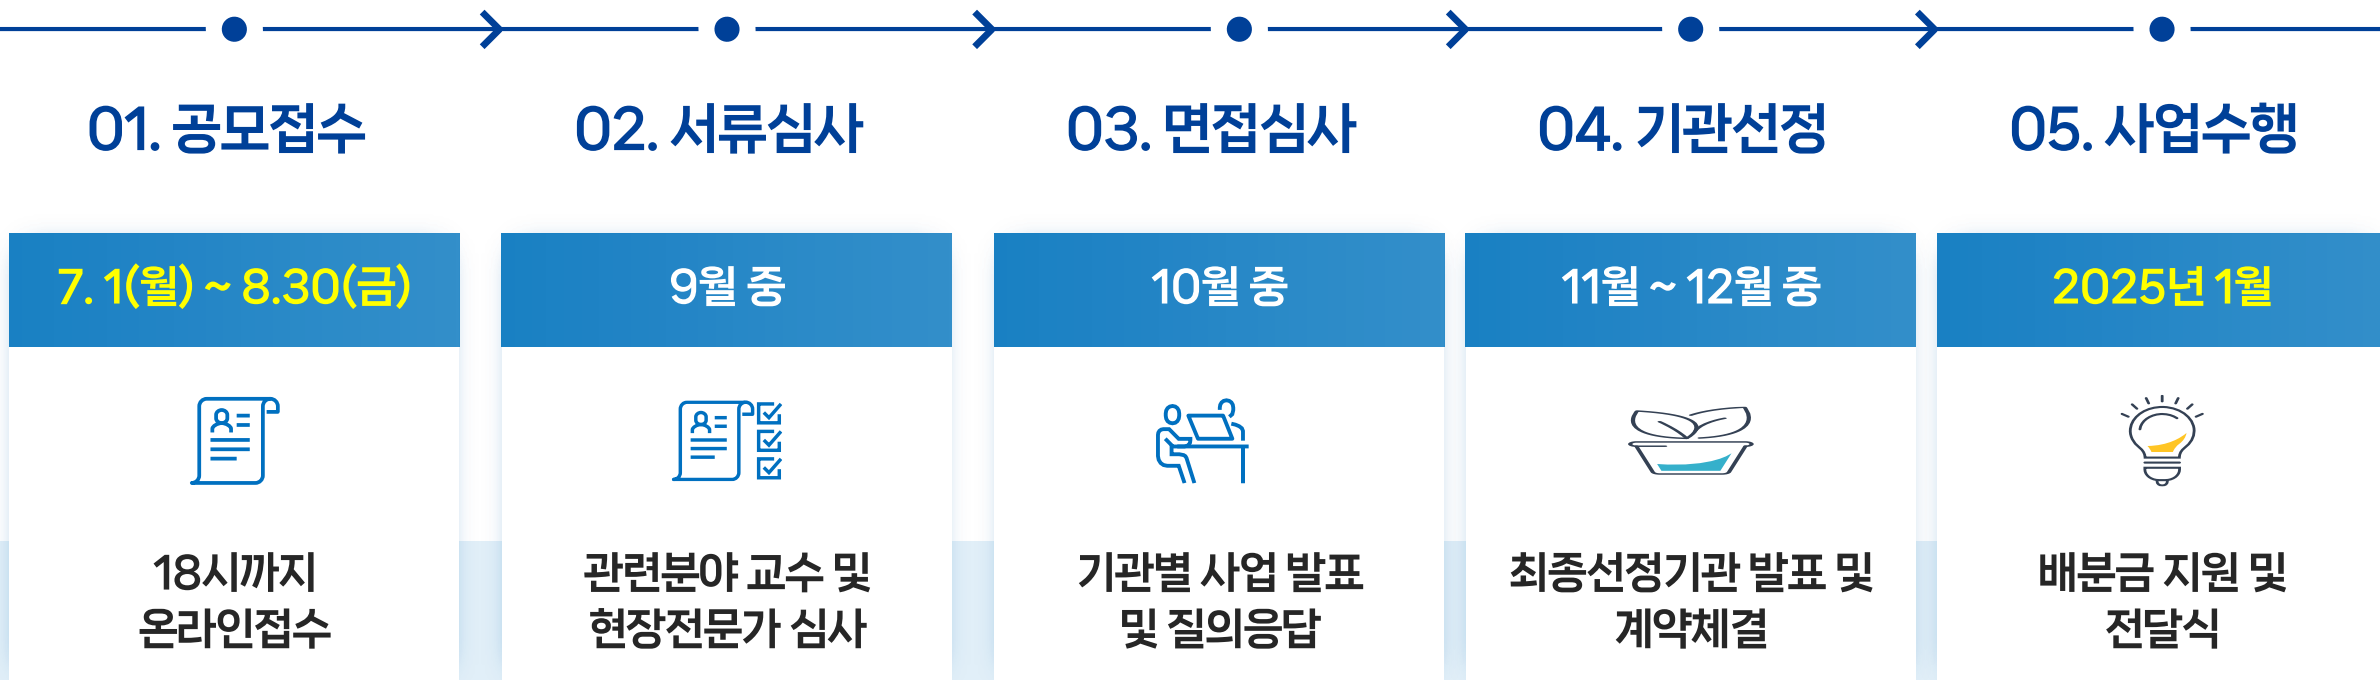 01. 공모접수
02. 서류심사
03. 면접심사
04. 기관선정
05. 사업수행
7. 1(월) ~ 8.30(금)
9월 중
10월 중
11월 ~ 12월 중
2025년 1월
18시까지
온라인접수
관련분야 교수 및
현장전문가 심사
기관별 사업 발표
및 질의응답
최종선정기관 발표 및
계약체결
배분금 지원 및
전달식